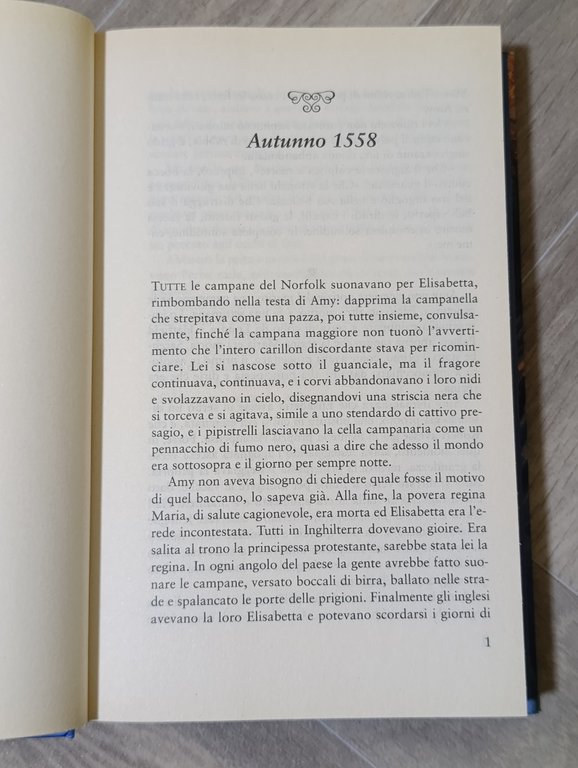 Autunno 1558
TUTTE le campane del Norfolk suonavano per Elisabetta,
rimbombando nella testa di Amy: dapprima la campanella
che strepitava come una pazza, poi tutte insieme, convulsa-
mente, finché la campana maggiore non tuonò l'avverti-
mento che l'intero carillon discordante stava per ricomin-
ciare. Lei si nascose sotto il guanciale, ma il fragore
continuava, continuava, e i corvi abbandonavano i loro nidi
e svolazzavano in cielo, disegnandovi una striscia nera che
si torceva e si agitava, simile a uno stendardo di cattivo pre-
sagio, e i pipistrelli lasciavano la cella campanaria come un
pennacchio di fumo nero, quasi a dire che adesso il mondo
era sottosopra e il giorno per sempre notte.
Amy non aveva bisogno di chiedere quale fosse il motivo
di quel baccano, lo sapeva già. Alla fine, la povera regina
Maria, di salute cagionevole, era morta ed Elisabetta era l'e-
rede incontestata. Tutti in Inghilterra dovevano gioire. Era
salita al trono la principessa protestante, sarebbe stata lei la
regina. In ogni angolo del paese la gente avrebbe fatto suo-
nare le campane, versato boccali di birra, ballato nelle stra-
de e spalancato le porte delle prigioni. Finalmente gli inglesi
avevano la loro Elisabetta e potevano scordarsi i giorni di
1